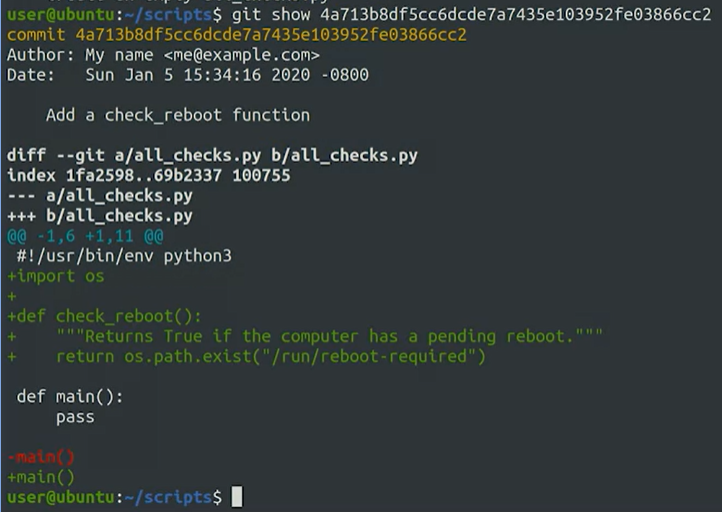 user@ubuntu:~/scripts$ git show 4a713b8df5cc6dcde7a7435e103952fe03866cc2
commit 4a713b8df5cc6dcde7a7435e103952fe03866cc2
Author: My name <me@example.com>
Date:   Sun Jan 5 15:34:16 2020 -0800

    Add a check_reboot function

diff --git a/all_checks.py b/all_checks.py
index 1fa2598..69b2337 100755
--- a/all_checks.py
+++ b/all_checks.py
@@ -1,6 +1,11 @@
 #!/usr/bin/env python3
+import os
+
+def check_reboot():
+    """Returns True if the computer has a pending reboot."""
+    return os.path.exist("/run/reboot-required")

 def main():
     pass

-main()
+main()
user@ubuntu:~/scripts$